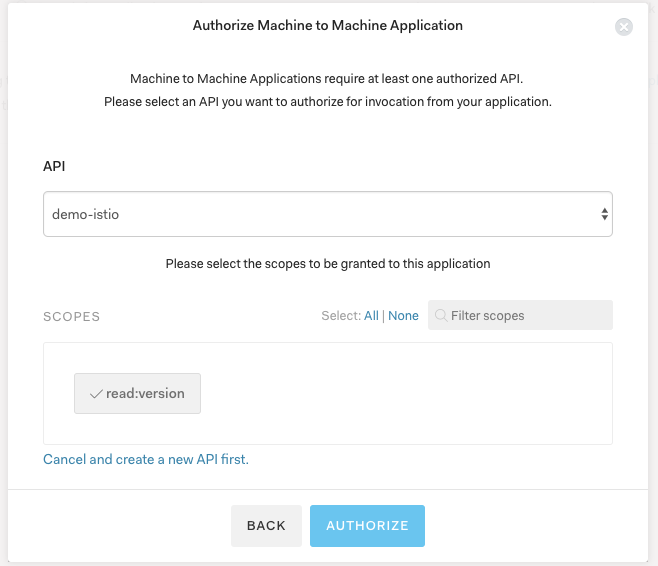 Authorize Machine to Machine Application
Machine to Machine Applications require at least one authorized API.
Please select an API you want to authorize for invocation from your application.
API
demo-istio
Please select the scopes to be granted to this application
SCOPES
Select: All | None
Filter scopes
read:version
Cancel and create a new API first.
BACK
AUTHORIZE